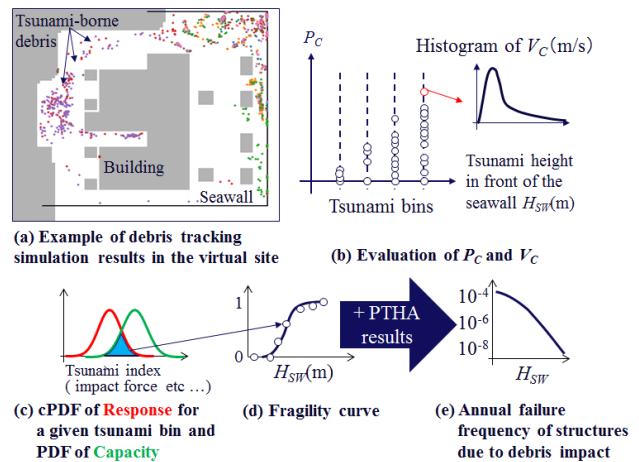 Tsunami-borne
debris
Building
Seawall
(a) Example of debris tracking
simulation results in the virtual site
P_C
Histogram of V_C(m/s)
Tsunami height
in front of the
seawall H_SW(m)
Tsunami bins
(b) Evaluation of P_C and V_C
Tsunami index
( impact force etc …)
(c) cPDF of Response for
a given tsunami bin and
PDF of Capacity
1
0
H_SW(m)
(d) Fragility curve
+ PTHA
results
10^-4
10^-6
10^-8
H_SW
(e) Annual failure
frequency of structures
due to debris impact